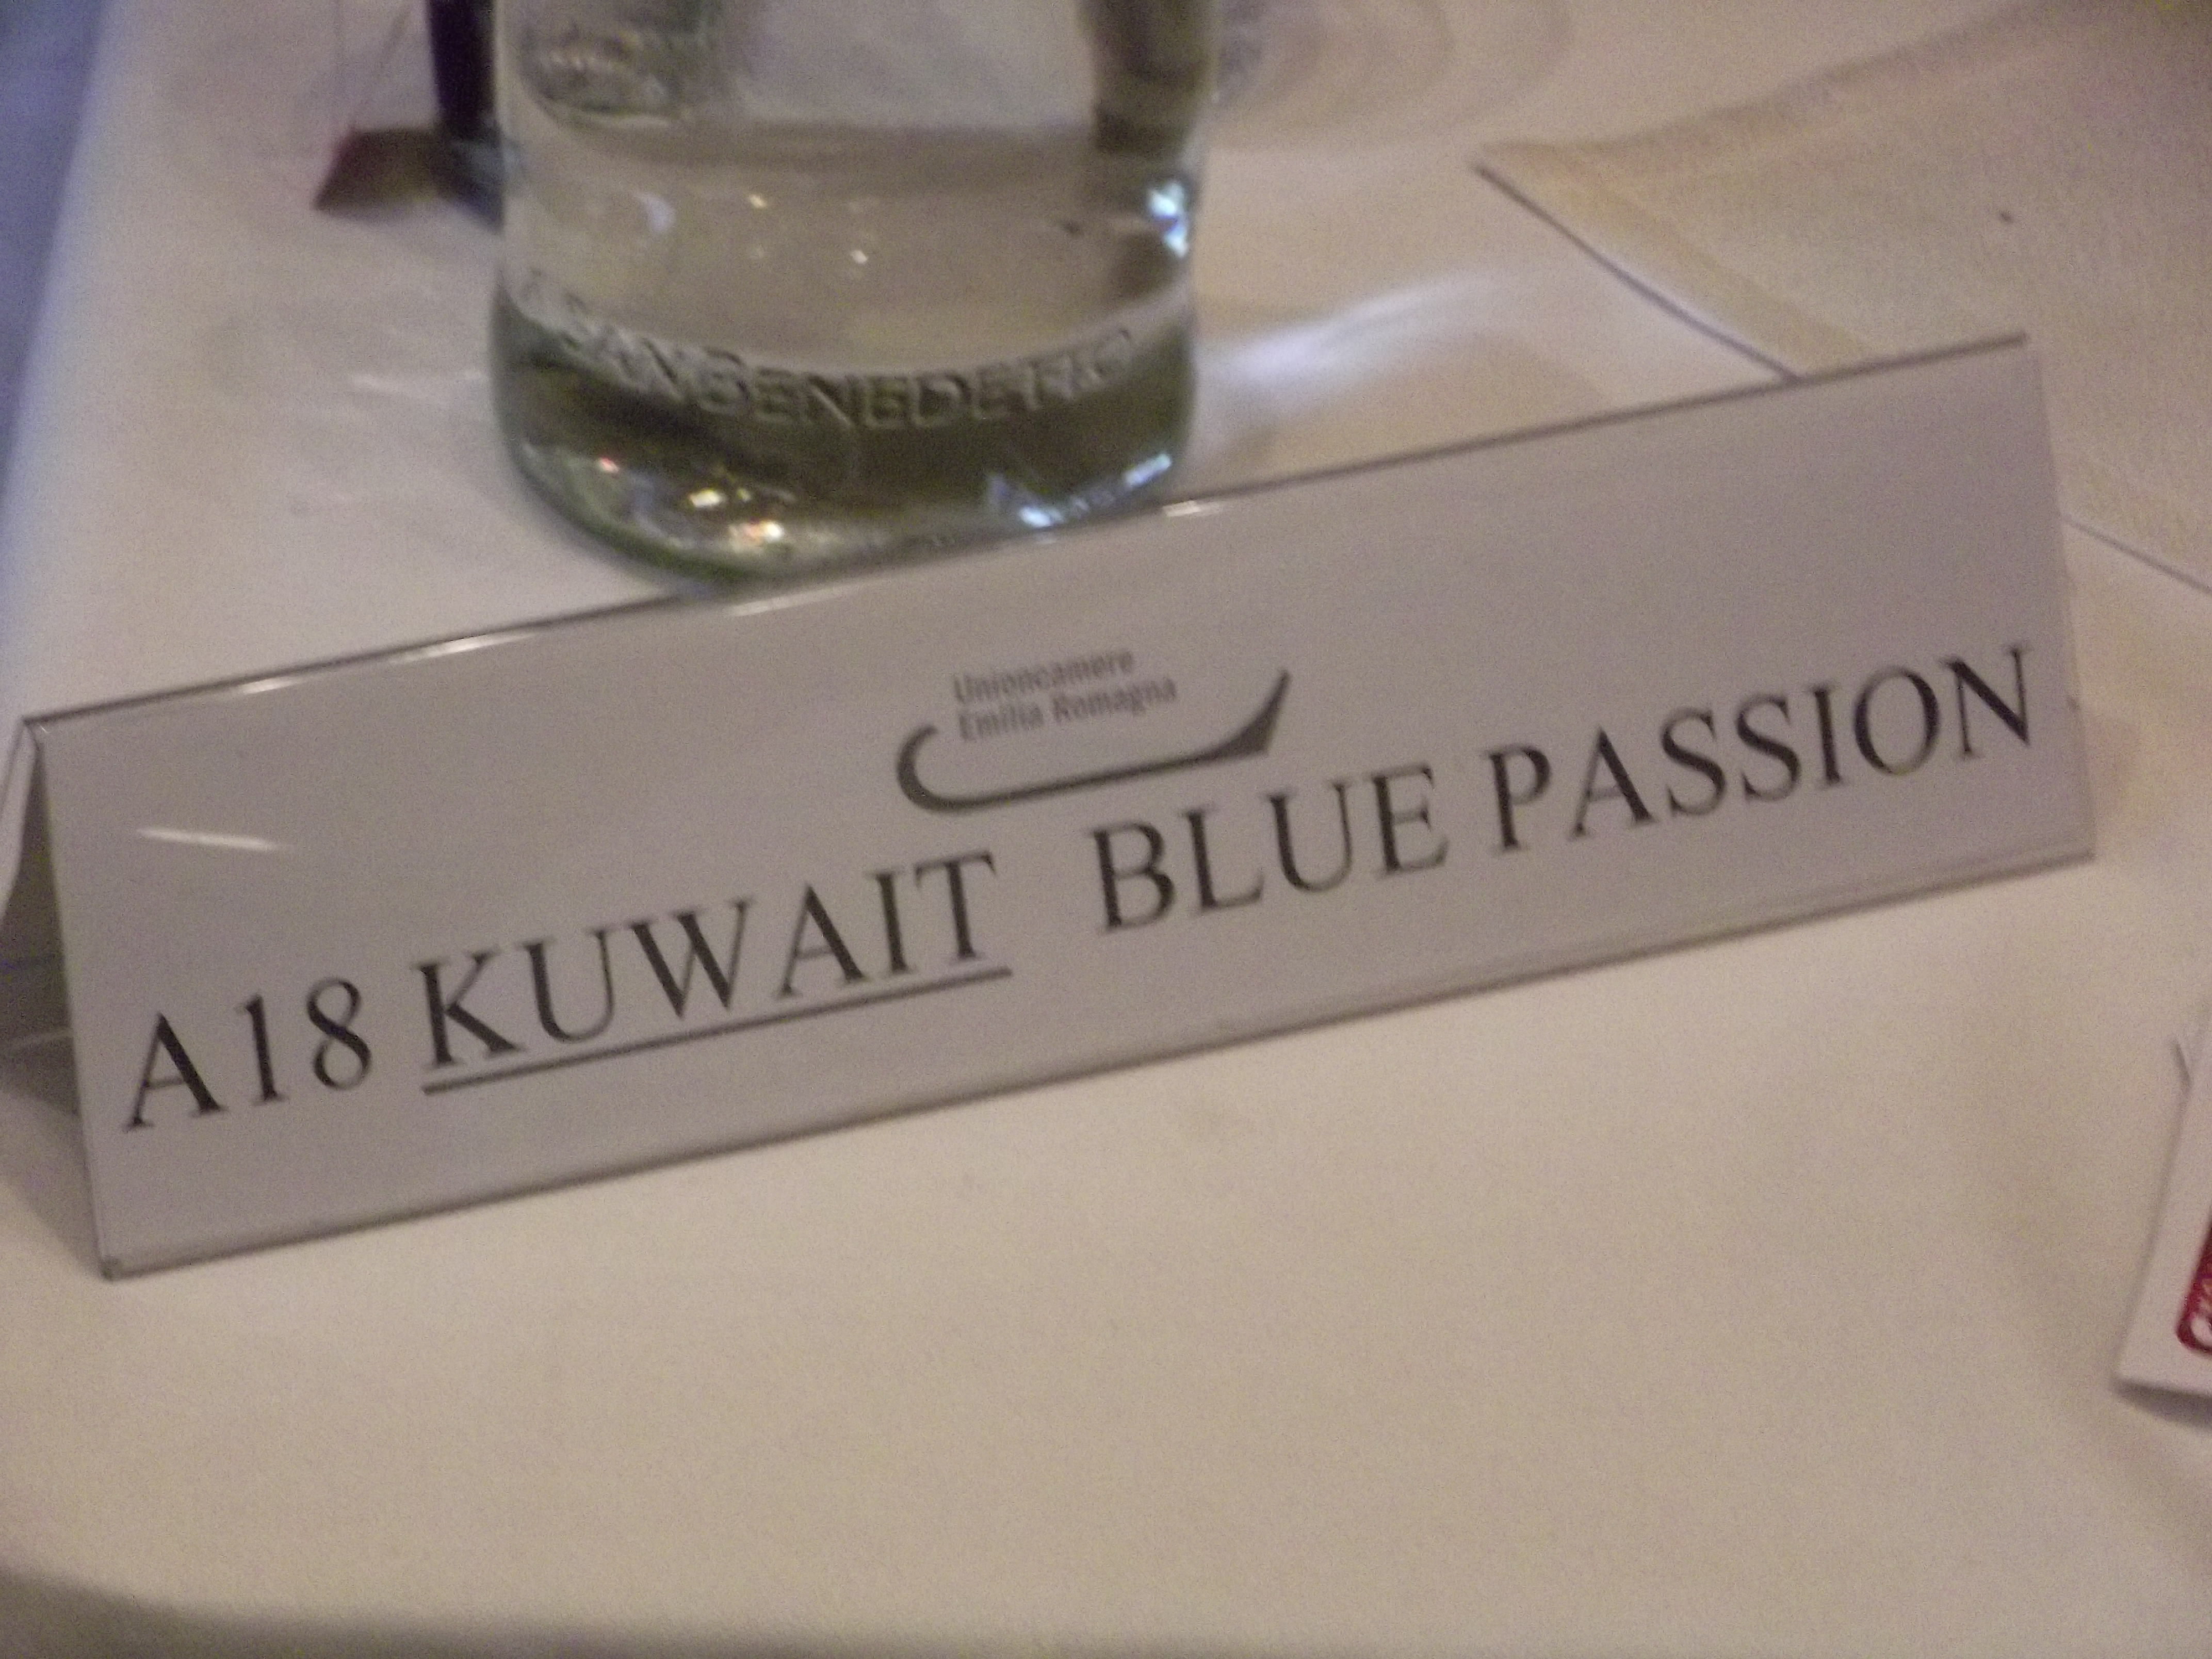 SANBENEDETTO
Unioncamere
Emilia Romagna
A18 KUWAIT BLUE PASSION